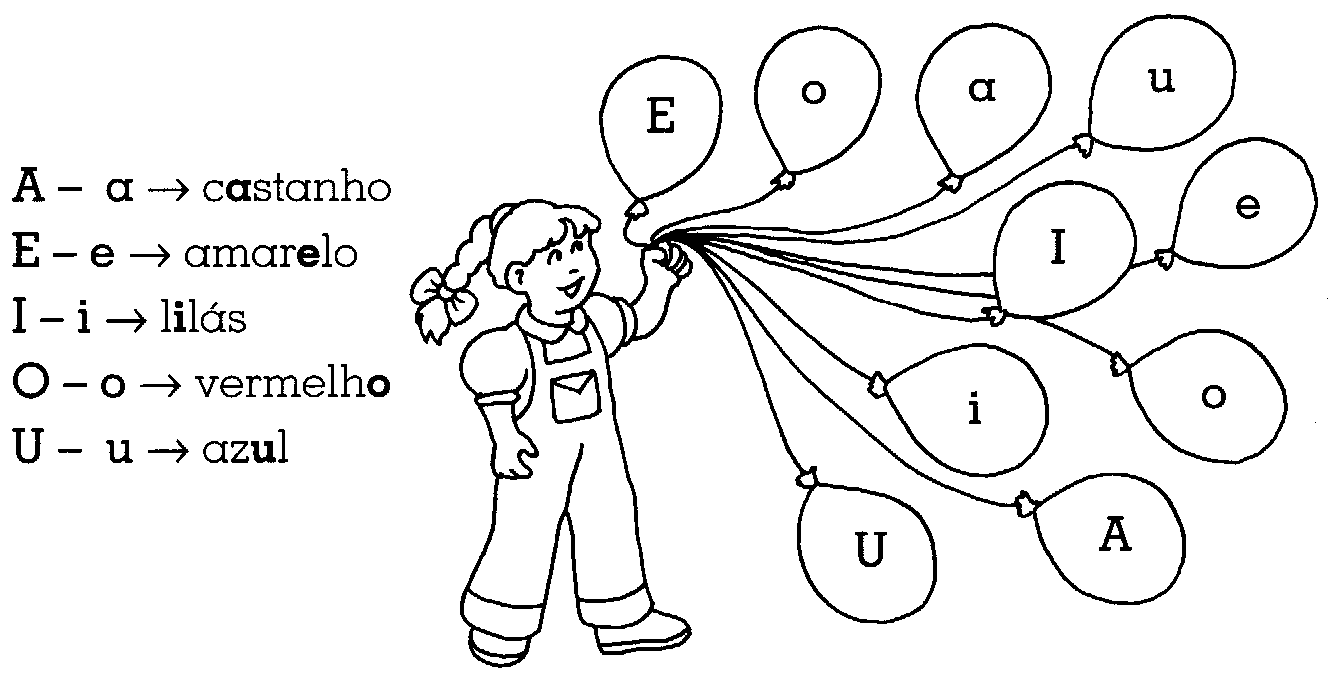 A – a → castanho
E – e → amarelo
I – i → lilás
O – o → vermelho
U – u → azul
E
o
a
u
I
e
i
o
U
A